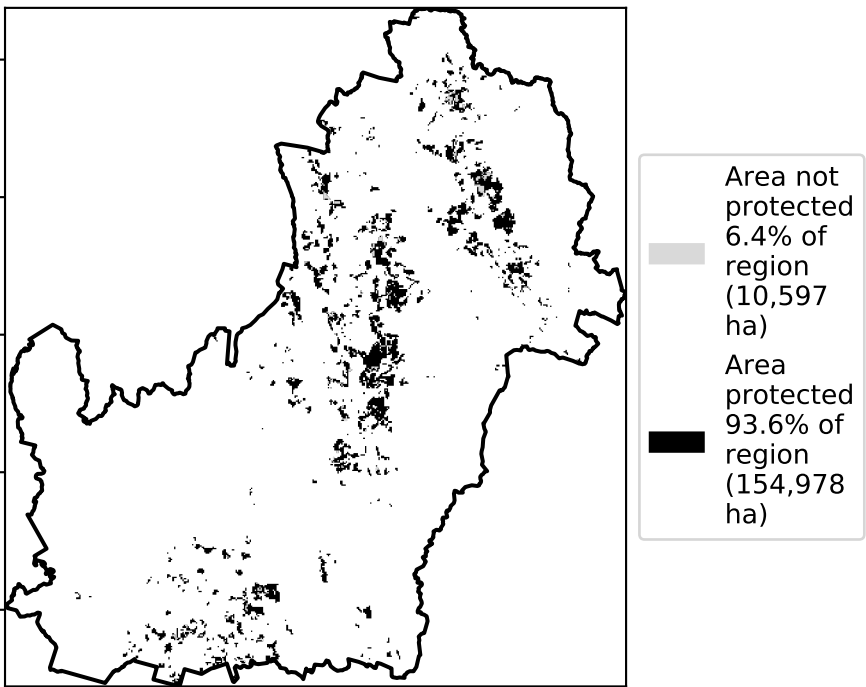 Area not
protected
6.4% of
region
(10,597
ha)
Area
protected
93.6% of
region
(154,978
ha)